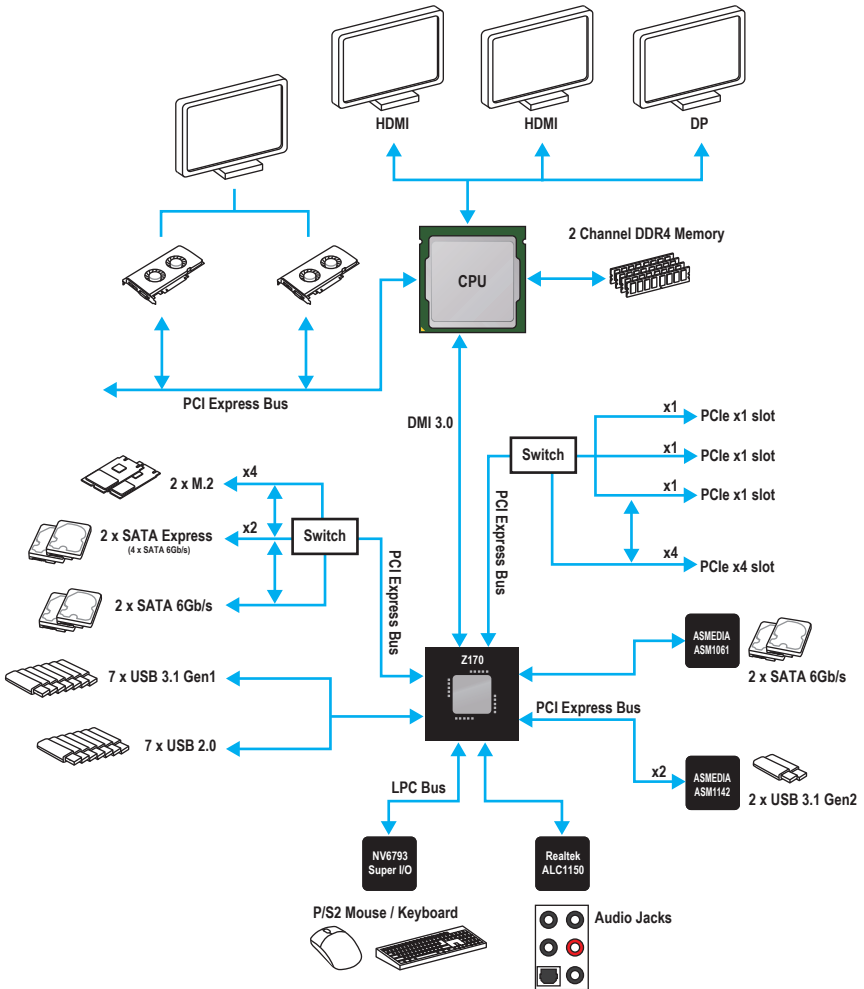 HDMI
HDMI
DP
2 Channel DDR4 Memory
CPU
PCI Express Bus
DMI 3.0
x1
PCIe x1 slot
Switch
x1
PCIe x1 slot
x1
PCIe x1 slot
x4
PCIe x4 slot
PCI Express Bus
2 x M.2
x4
2 x SATA Express
(4 x SATA 6Gb/s)
x2
Switch
2 x SATA 6Gb/s
PCI Express Bus
7 x USB 3.1 Gen1
7 x USB 2.0
Z170
ASMEDIA
ASM1061
2 x SATA 6Gb/s
PCI Express Bus
x2
ASMEDIA
ASM1142
2 x USB 3.1 Gen2
LPC Bus
NV6793
Super I/O
Realtek
ALC1150
P/S2 Mouse / Keyboard
Audio Jacks